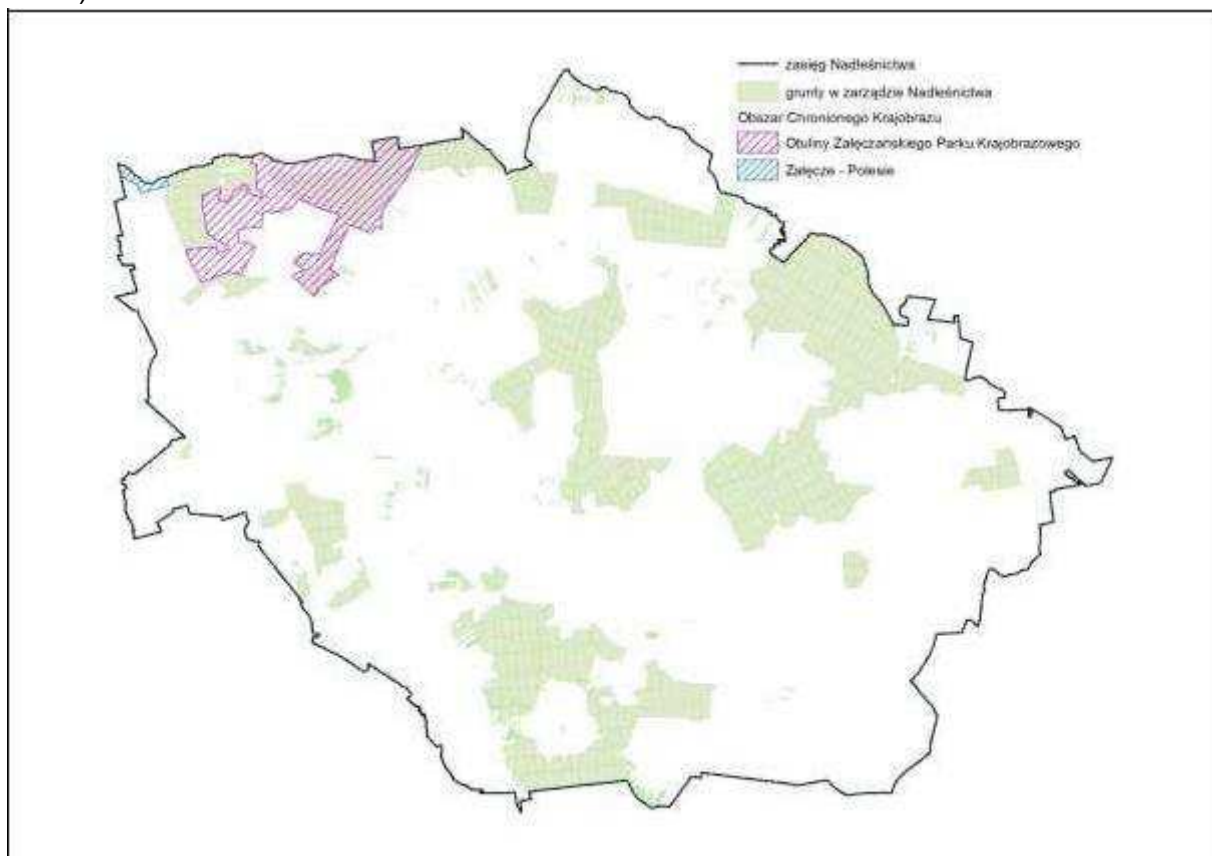 zasięg Nadleśnictwa
grunty w zarządzie Nadleśnictwa
Obszar Chronionego Krajobrazu
Otuliny Załęczańskiego Parku Krajobrazowego
Załęcze - Polesie